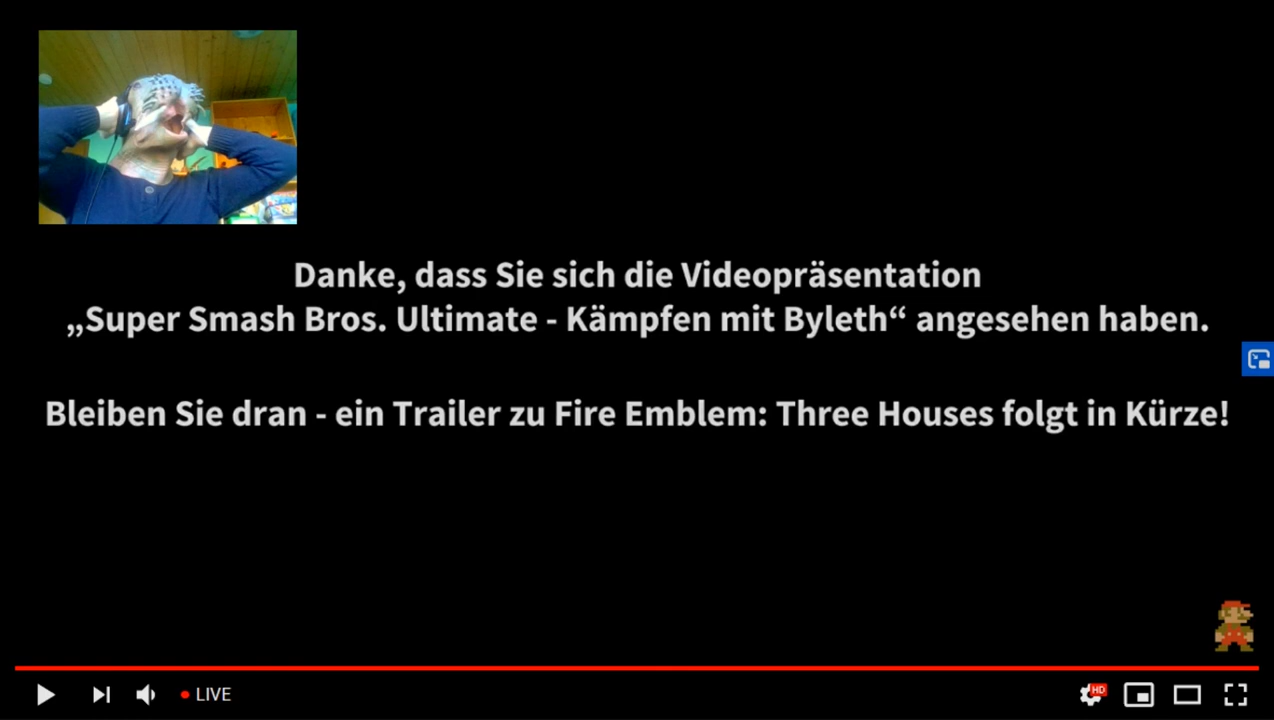 Danke, dass Sie sich die Videopräsentation
„Super Smash Bros. Ultimate - Kämpfen mit Byleth“ angesehen haben.
Bleiben Sie dran - ein Trailer zu Fire Emblem: Three Houses folgt in Kürze!
LIVE
HD